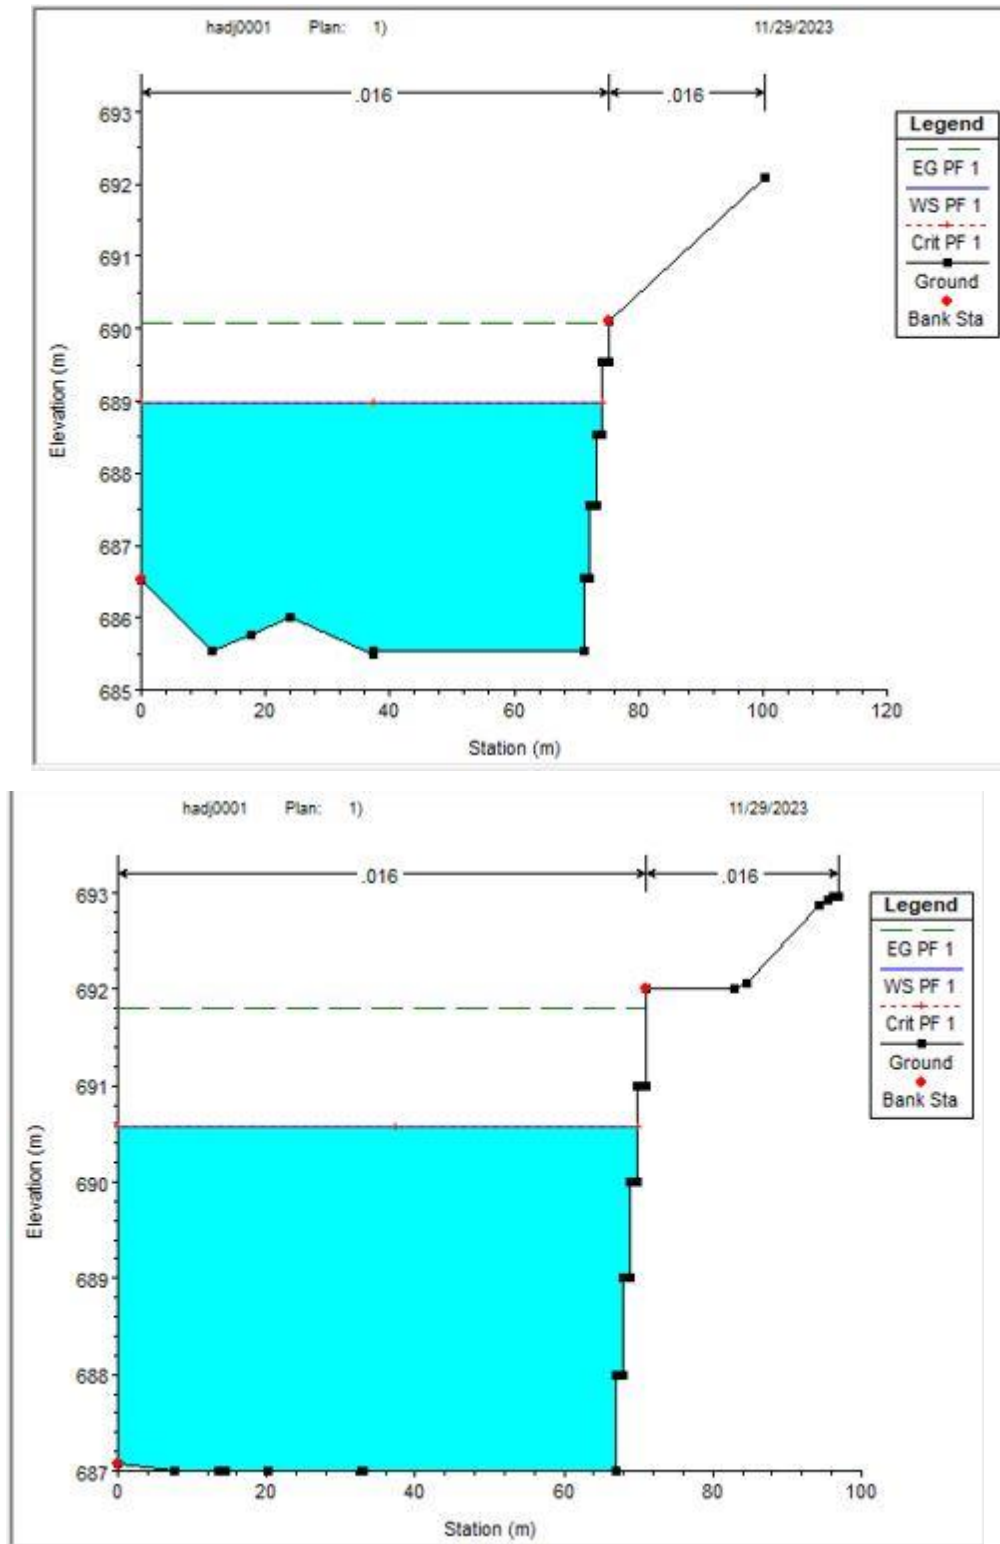 hadj0001 Plan: 1) 11/29/2023
.016 .016
Legend
EG PF 1
WS PF 1
Crit PF 1
Ground
Bank Sta
693
692
691
690
689
688
687
686
685
0 20 40 60 80 100 120
Elevation (m)
Station (m)
hadj0001 Plan: 1) 11/29/2023
.016 .016
Legend
EG PF 1
WS PF 1
Crit PF 1
Ground
Bank Sta
693
692
691
690
689
688
687
0 20 40 60 80 100
Elevation (m)
Station (m)